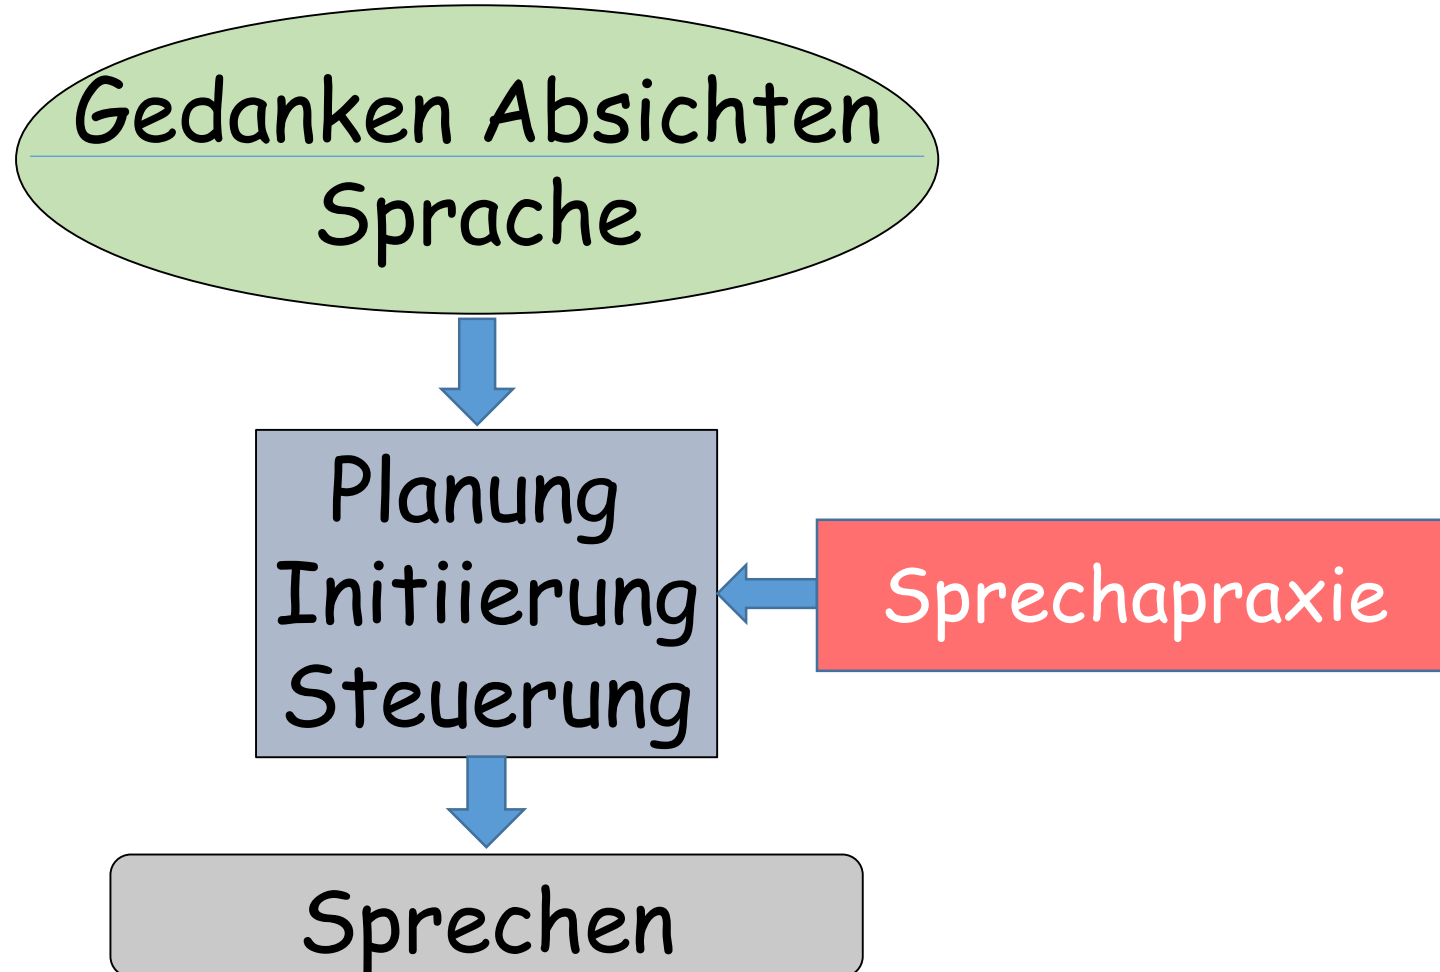 Gedanken Absichten
Sprache
Planung
Initiierung
Steuerung
Sprechapraxie
Sprechen